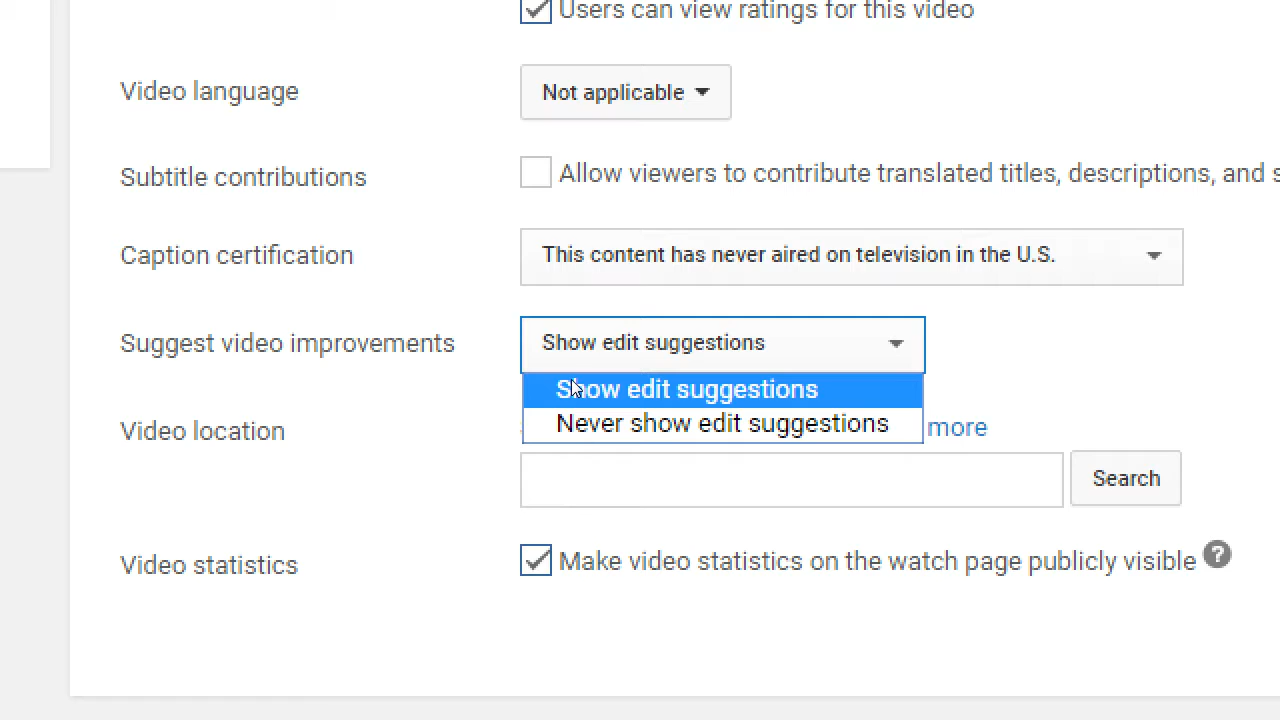 Users can view ratings for this video
Video language
Not applicable
Subtitle contributions
Allow viewers to contribute translated titles, descriptions, and s
Caption certification
This content has never aired on television in the U.S.
Suggest video improvements
Show edit suggestions
Show edit suggestions
Never show edit suggestions
Video location
more
Search
Video statistics
Make video statistics on the watch page publicly visible ?